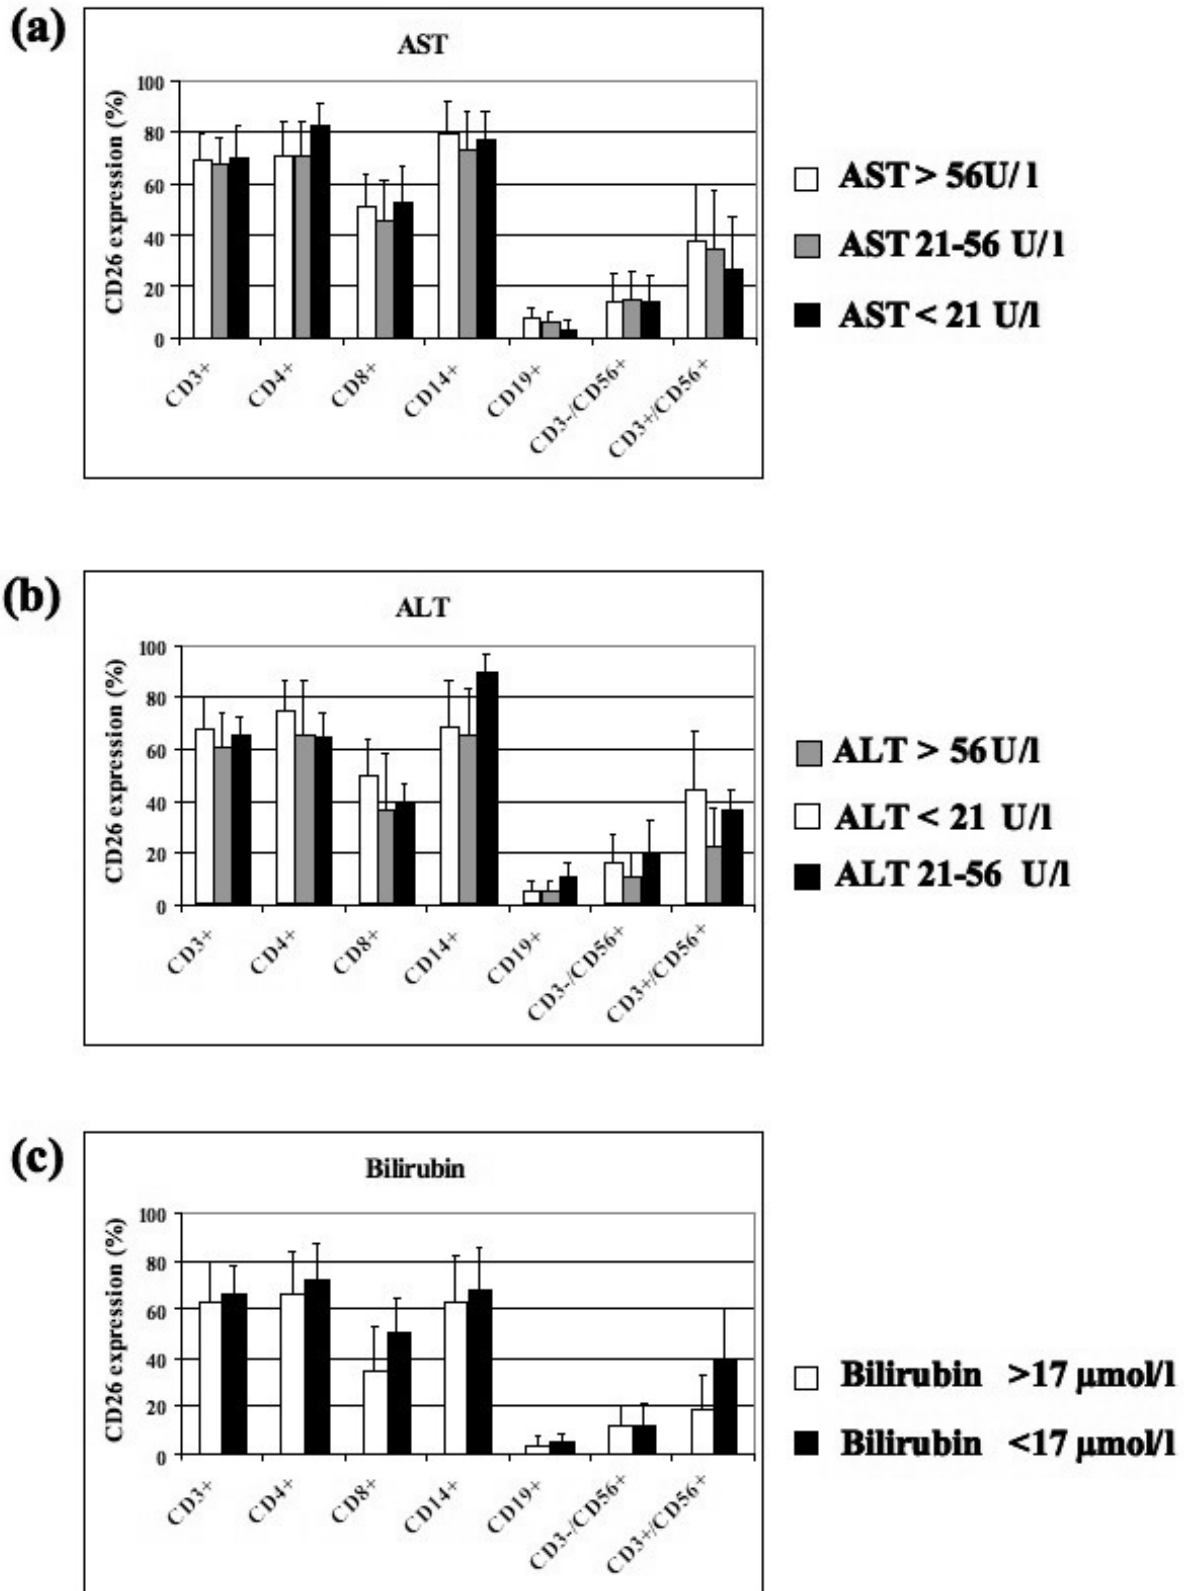 (a)
AST
CD26 expression (%)
100
80
60
40
20
0
CD3+
CD4+
CD8+
CD14+
CD19+
CD3-/CD56+
CD3+/CD56+
AST > 56U/ l
AST 21-56 U/ l
AST < 21 U/l
(b)
ALT
CD26 expression (%)
100
80
60
40
20
0
CD3+
CD4+
CD8+
CD14+
CD19+
CD3-/CD56+
CD3+/CD56+
ALT > 56 U/l
ALT < 21 U/l
ALT 21-56 U/l
(c)
Bilirubin
CD26 expression (%)
100
80
60
40
20
0
CD3+
CD4+
CD8+
CD14+
CD19+
CD3-/CD56+
CD3+/CD56+
Bilirubin >17 μmol/l
Bilirubin <17 μmol/l